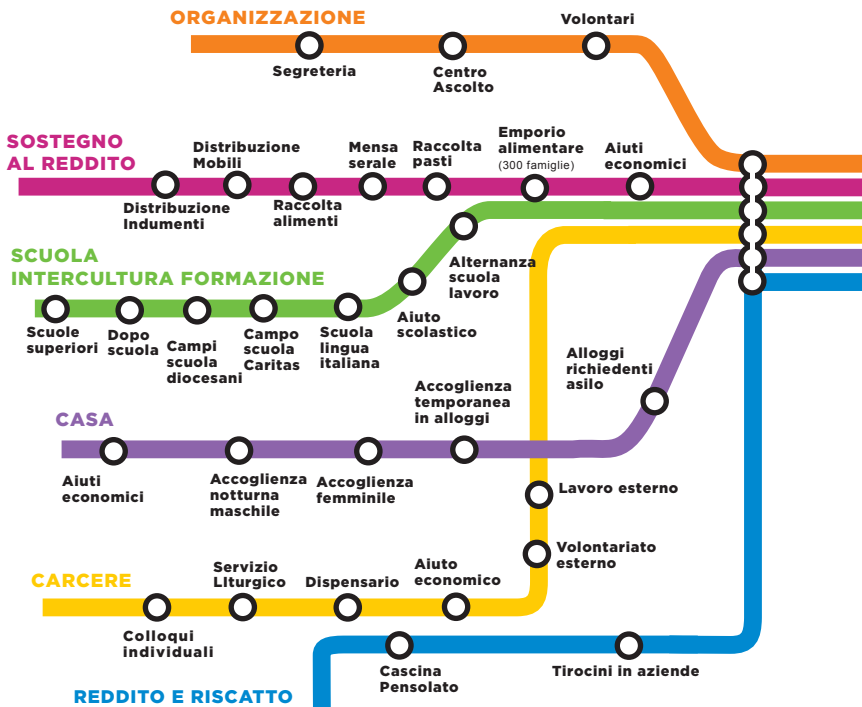 ORGANIZZAZIONE
Volontari
Segreteria
Centro
Ascolto
SOSTEGNO
AL REDDITO
Distribuzione
Mobili
Mensa
serale
Raccolta
pasti
Emporio
alimentare
(300 famiglie)
Aiuti
economici
Distribuzione
Indumenti
Raccolta
alimenti
SCUOLA
INTERCULTURA FORMAZIONE
Alternanza
scuola
lavoro
Aiuto
scolastico
Scuole
superiori
Dopo
scuola
Campi
scuola
diocesani
Campo
scuola
Caritas
Scuola
lingua
italiana
Alloggi
richiedenti
asilo
CASA
Accoglienza
temporanea
in alloggi
Aiuti
economici
Accoglienza
notturna
maschile
Accoglienza
femminile
Lavoro esterno
Volontariato
esterno
CARCERE
Servizio
LIturgico
Dispensario
Aiuto
economico
Colloqui
individuali
Cascina
Pensolato
Tirocini in aziende
REDDITO E RISCATTO